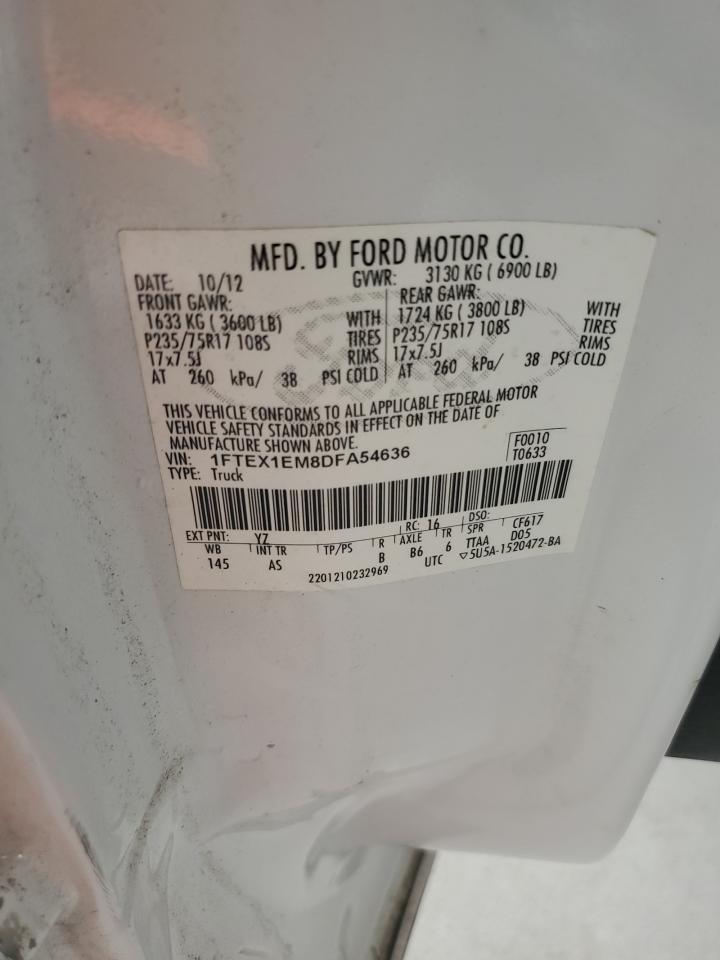 MFD. BY FORD MOTOR CO.
DATE: 10/12 GVWR: 3130 KG ( 6900 LB)
FRONT GAWR: REAR GAWR:
1633 KG ( 3600 LB) WITH 1724 KG ( 3800 LB) WITH
P235/75R17 108S TIRES P235/75R17 108S TIRES
17x7.5J RIMS 17x7.5J RIMS
AT 260 kPa/ 38 PSI COLD AT 260 kPa/ 38 PSI COLD
THIS VEHICLE CONFORMS TO ALL APPLICABLE FEDERAL MOTOR
VEHICLE SAFETY STANDARDS IN EFFECT ON THE DATE OF
MANUFACTURE SHOWN ABOVE.
VIN: 1FTEX1EM8DFA54636 F0010
TYPE: Truck T0633
EXT PNT: YZ RC: 16 DSO:
WB INT TR TP/PS R AXLE TR SPR CF617
145 AS B B6 6 TTAA D05
2201210232969 UTC ▽5U5A-1520472-BA